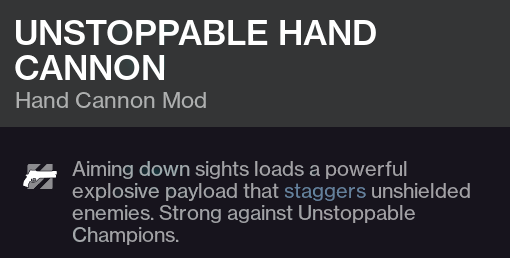 UNSTOPPABLE HAND
CANNON
Hand Cannon Mod
Aiming down sights loads a powerful
explosive payload that staggers unshielded
enemies. Strong against Unstoppable
Champions.